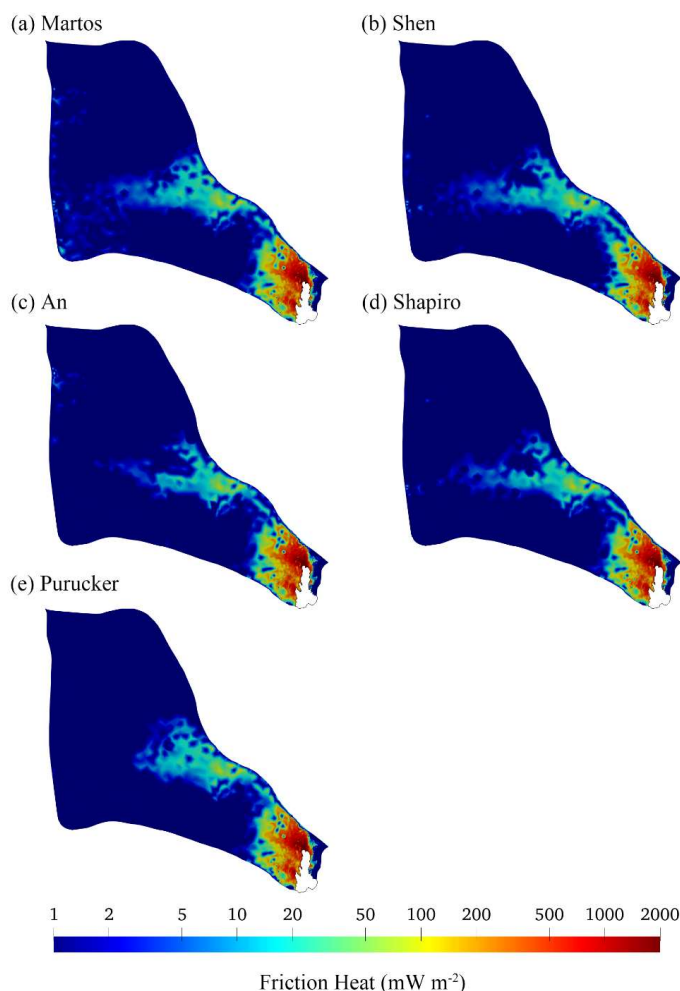 (a) Martos
(b) Shen
(c) An
(d) Shapiro
(e) Purucker
1 2 5 10 20 50 100 200 500 1000 2000
Friction Heat (mW m⁻²)